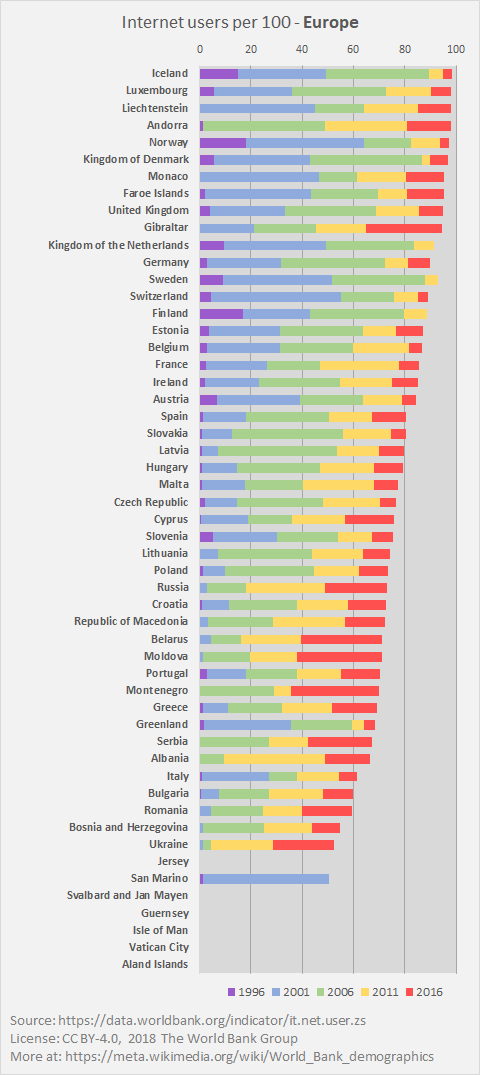 Internet users per 100 - Europe
0 20 40 60 80 100
Iceland
Luxembourg
Liechtenstein
Andorra
Norway
Kingdom of Denmark
Monaco
Faroe Islands
United Kingdom
Gibraltar
Kingdom of the Netherlands
Germany
Sweden
Switzerland
Finland
Estonia
Belgium
France
Ireland
Austria
Spain
Slovakia
Latvia
Hungary
Malta
Czech Republic
Cyprus
Slovenia
Lithuania
Poland
Russia
Croatia
Republic of Macedonia
Belarus
Moldova
Portugal
Montenegro
Greece
Greenland
Serbia
Albania
Italy
Bulgaria
Romania
Bosnia and Herzegovina
Ukraine
Jersey
San Marino
Svalbard and Jan Mayen
Guernsey
Isle of Man
Vatican City
Aland Islands
1996 2001 2006 2011 2016
Source: https://data.worldbank.org/indicator/it.net.user.zs
License: CC BY-4.0, 2018 The World Bank Group
More at: https://meta.wikimedia.org/wiki/World_Bank_demographics